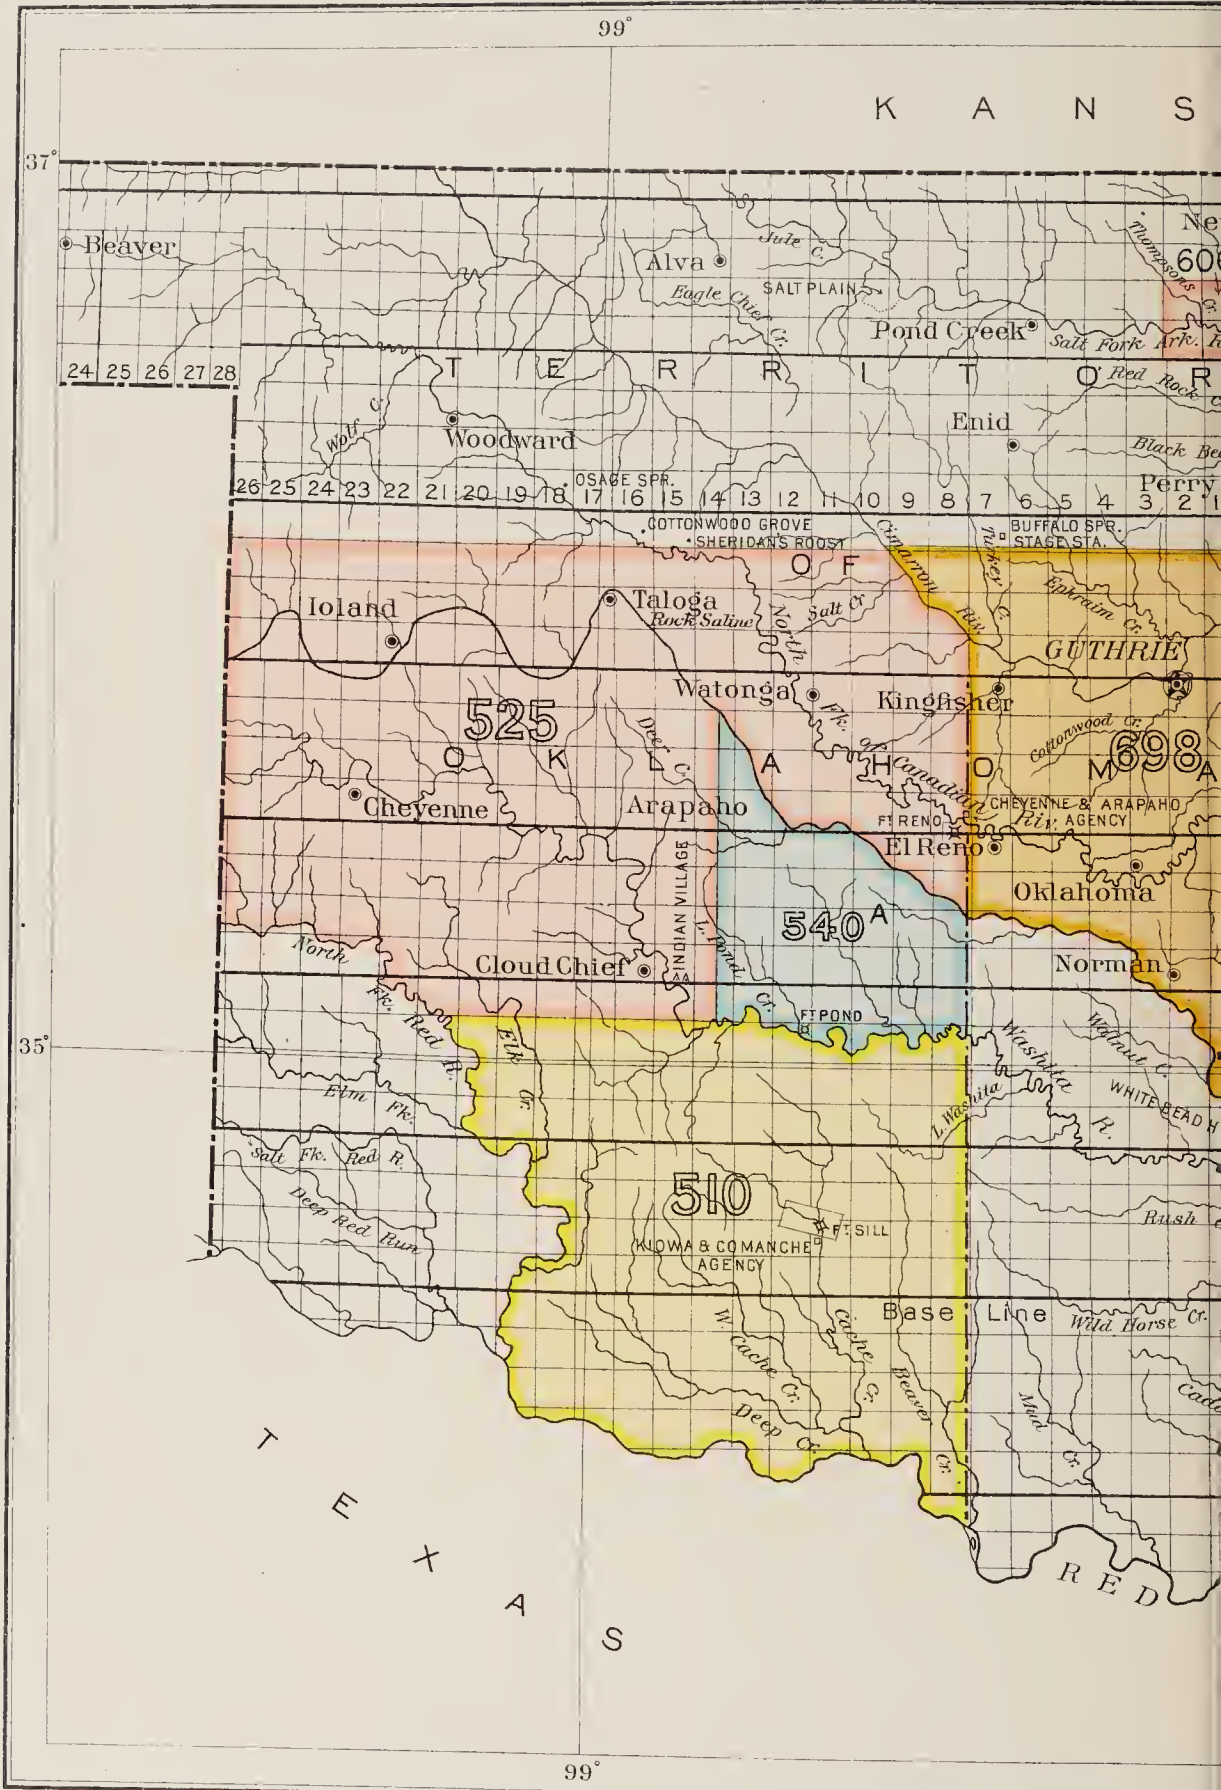 99°
K A N S
37°
Beaver
Alva
Jule C.
Thompsons Cr.
606
SALT PLAIN
Eagle Chief Cr.
Pond Creek
Salt Fork Ark. R
24 25 26 27 28
T E R R I T O R
Red Rock C
Wolf Cr.
Woodward
Enid
Black Be
Perry
OSAGE SPR.
26 25 24 23 22 21 20 19 18 17 16 15 14 13 12 11 10 9 8 7 6 5 4 3 2 1
COTTONWOOD GROVE
SHERIDAN'S ROOST
BUFFALO SPR.
STAGE STA.
O F
Cimarron Riv.
Turkey C.
Ephraim Cr.
Ioland
Taloga
Rock Saline
Salt Cr
North Fk. of Canadian Riv.
GUTHRIE
Watonga
Kingfisher
525
Deer C.
Cottonwood Cr.
698
O K L A H O M A
Cheyenne
Arapaho
CHEYENNE & ARAPAHO
AGENCY
FT RENO
El Reno
INDIAN VILLAGE
Oklahoma
540
A
L. Pond Cr.
North Fk. Red R.
Cloud Chief
Norman
FT POND
35°
Elk Cr.
Washita R.
Walnut C.
Elm Fk.
L. Washita
WHITE BEAD H
Salt Fk. Red R.
510
Deep Red Run
FT. SILL
Rush
KIOWA & COMANCHE
AGENCY
Base Line
Wild Horse Cr.
W. Cache Cr.
Cache Cr.
Beaver Cr.
Mud Cr.
Deep Cr.
T E X A S
R E D
99°